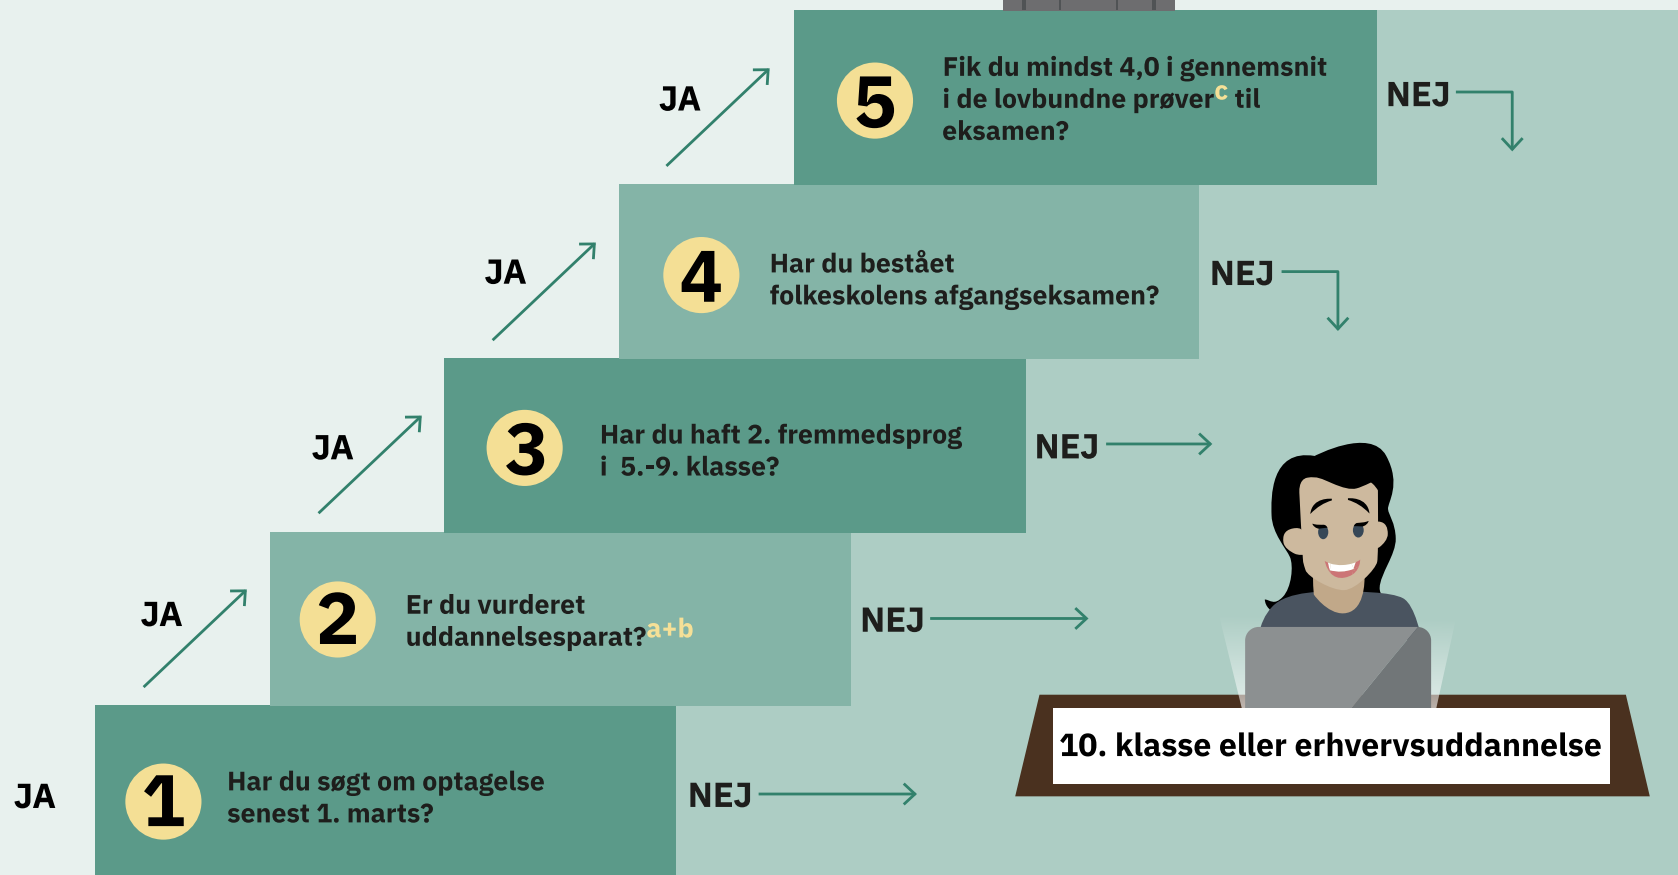 JA
5
Fik du mindst 4,0 i gennemsnit
i de lovbundne prøver^c til
eksamen?
NEJ
JA
4
Har du bestået
folkeskolens afgangseksamen?
NEJ
JA
3
Har du haft 2. fremmedsprog
i 5.-9. klasse?
NEJ
JA
2
Er du vurderet
uddannelsesparat?^a+b
NEJ
10. klasse eller erhvervsuddannelse
JA
1
Har du søgt om optagelse
senest 1. marts?
NEJ